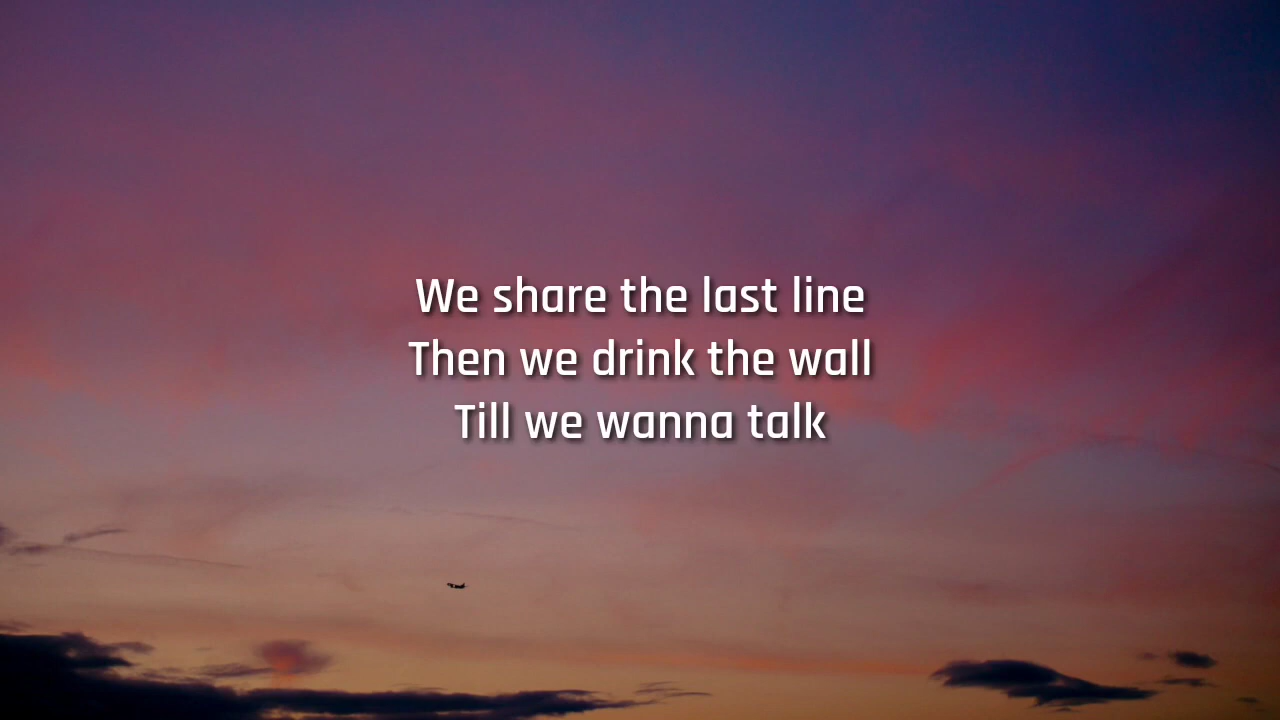 We share the last line
Then we drink the wall
Till we wanna talk